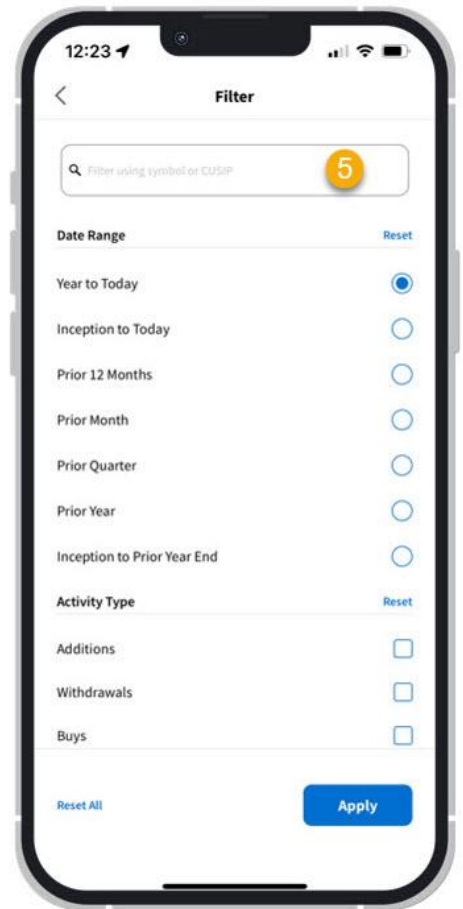 12:23
Filter
Filter using symbol or CUSIP
5
Date Range Reset
Year to Today
Inception to Today
Prior 12 Months
Prior Month
Prior Quarter
Prior Year
Inception to Prior Year End
Activity Type Reset
Additions
Withdrawals
Buys
Reset All Apply